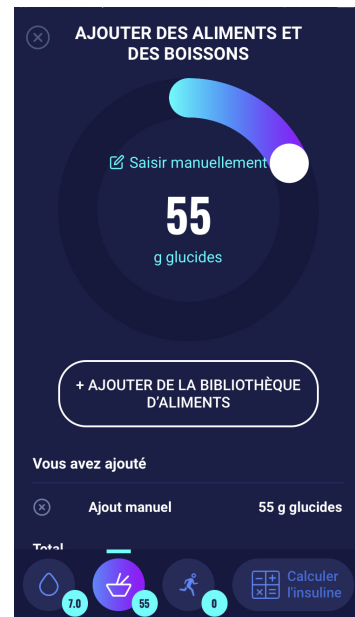 AJOUTER DES ALIMENTS ET
DES BOISSONS
Saisir manuellement
55
g glucides
+ AJOUTER DE LA BIBLIOTHÈQUE
D'ALIMENTS
Vous avez ajouté
Ajout manuel 55 g glucides
Total
7.0 55 0 Calculer
l'insuline